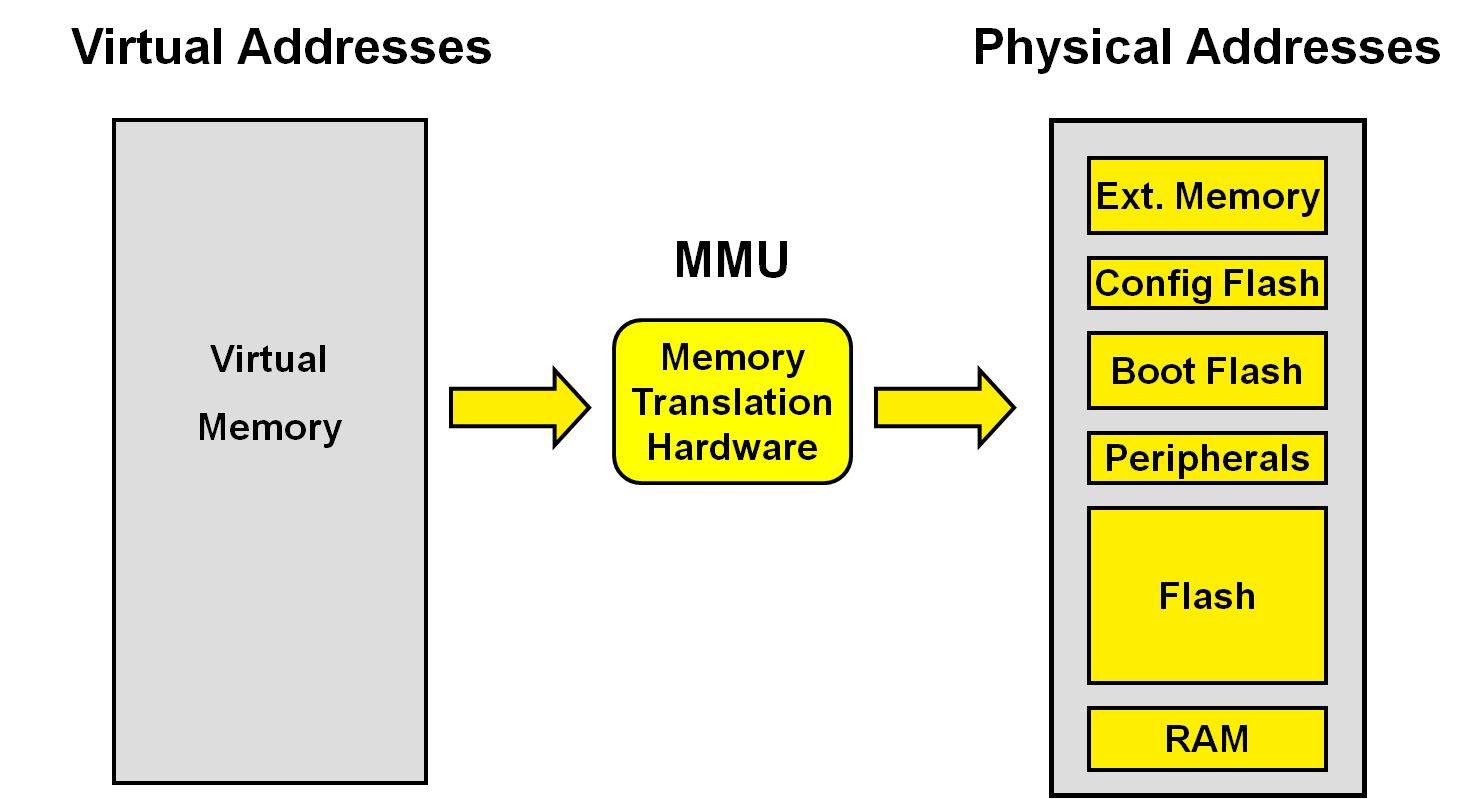 Virtual Addresses
Physical Addresses
Virtual
Memory
MMU
Memory
Translation
Hardware
Ext. Memory
Config Flash
Boot Flash
Peripherals
Flash
RAM